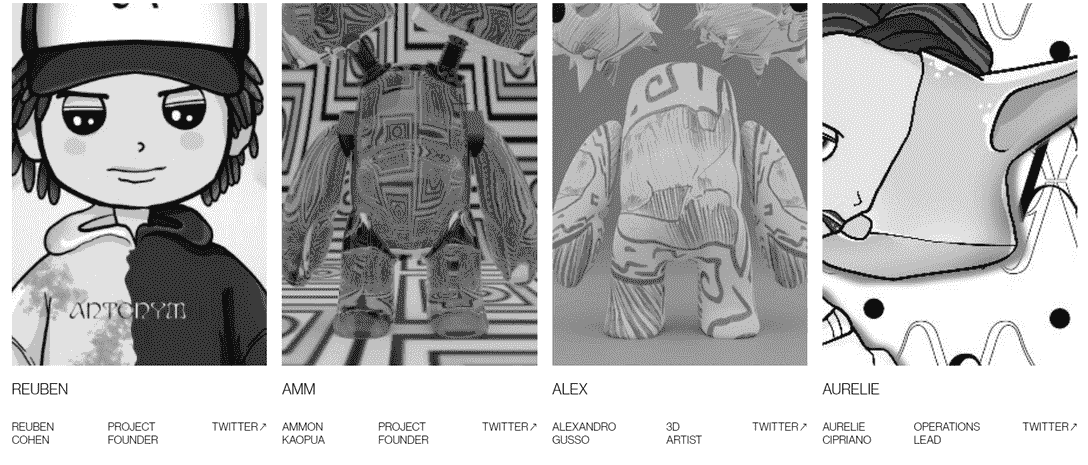 ANTONYM
REUBEN
AMM
ALEX
AURELIE
REUBEN COHEN
PROJECT FOUNDER
TWITTER↗
AMMON KAOPUA
PROJECT FOUNDER
TWITTER↗
ALEXANDRO GUSSO
3D ARTIST
TWITTER↗
AURELIE CIPRIANO
OPERATIONS LEAD
TWITTER↗